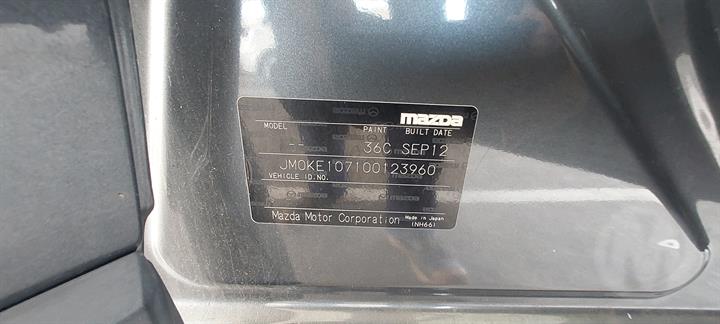 mazda
MODEL PAINT BUILT DATE
-- 36C SEP12
JM0KE107100123960
VEHICLE ID.NO.
Mazda Motor Corporation Made in Japan
(NH66)